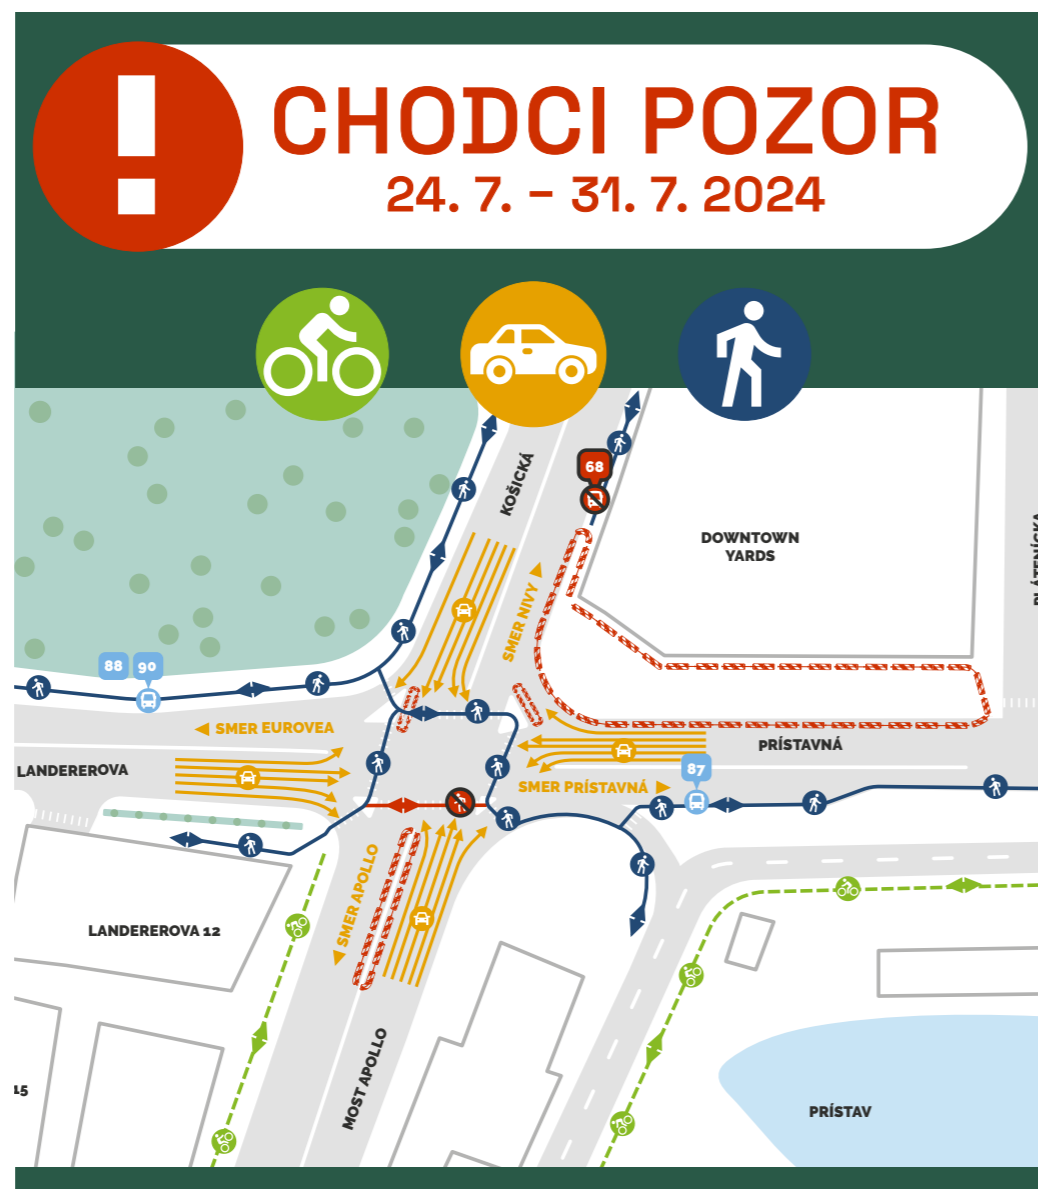 !
CHODCI POZOR
24. 7. – 31. 7. 2024
KOŠICKÁ
68
DOWNTOWN
YARDS
PLÁTENÍCKA
SMER NIVY
88
90
SMER EUROVEA
PRÍSTAVNÁ
LANDEREROVA
87
SMER PRÍSTAVNÁ
SMER APOLLO
LANDEREROVA 12
MOST APOLLO
15
PRÍSTAV